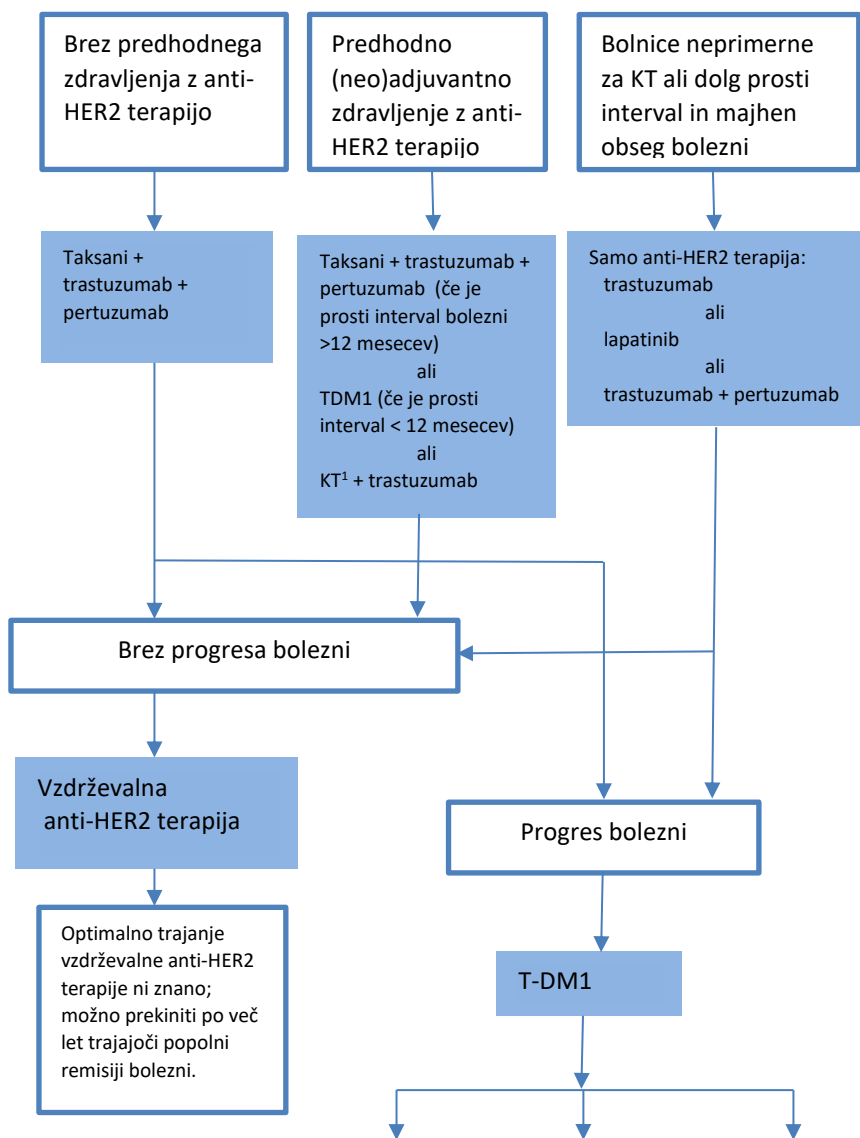 Brez predhodnega
zdravljenja z anti-
HER2 terapijo
Predhodno
(neo)adjuvantno
zdravljenje z anti-
HER2 terapijo
Bolnice neprimerne
za KT ali dolg prosti
interval in majhen
obseg bolezni
Taksani +
trastuzumab +
pertuzumab
Taksani + trastuzumab +
pertuzumab (če je
prosti interval bolezni
>12 mesecev)
ali
TDM1 (če je prosti
interval < 12 mesecev)
ali
KT¹ + trastuzumab
Samo anti-HER2 terapija:
trastuzumab
ali
lapatinib
ali
trastuzumab + pertuzumab
Brez progresa bolezni
Vzdrževalna
anti-HER2 terapija
Progres bolezni
Optimalno trajanje
vzdrževalne anti-HER2
terapije ni znano;
možno prekiniti po več
let trajajoči popolni
remisiji bolezni.
T-DM1